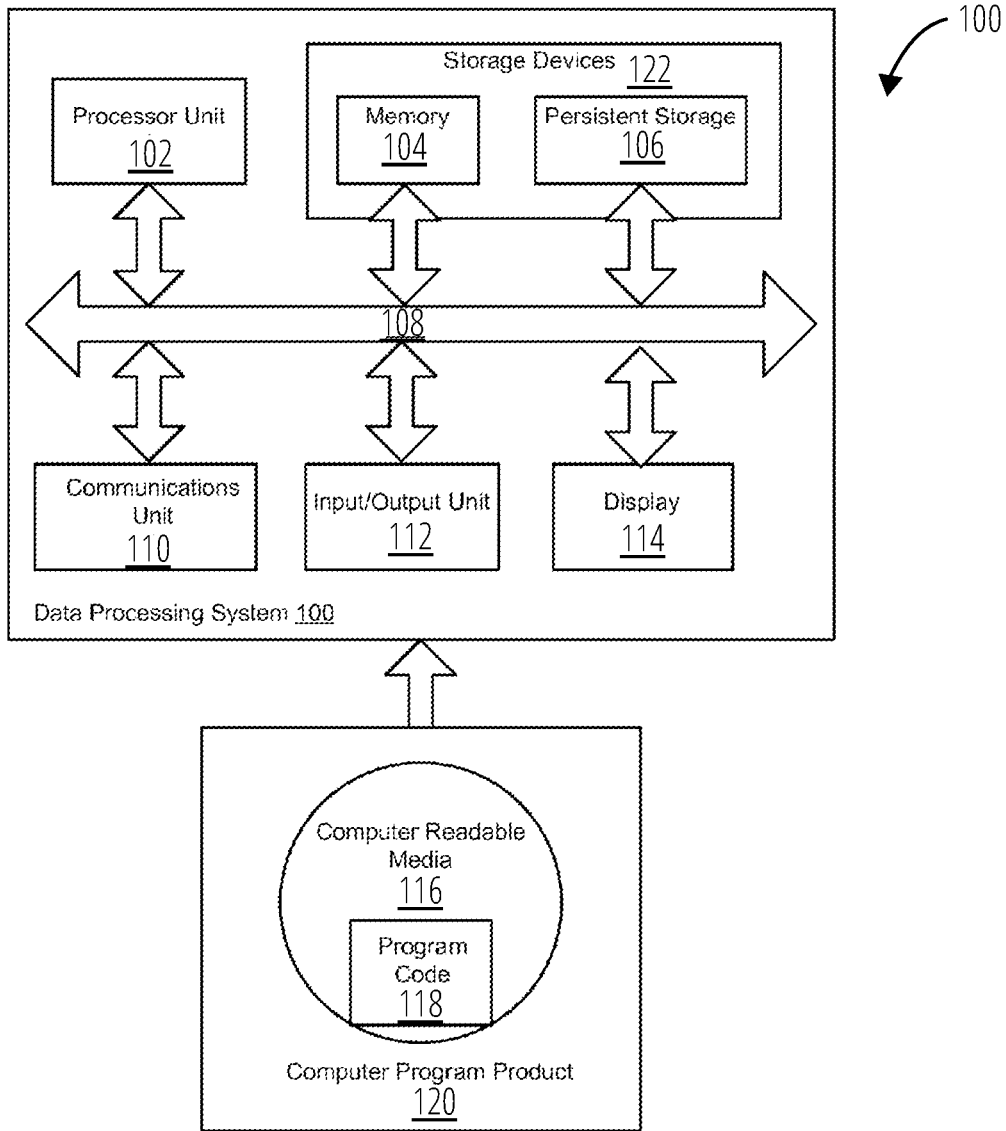 100
Storage Devices 122
Processor Unit
102
Memory
104
Persistent Storage
106
108
Communications
Unit
110
Input/Output Unit
112
Display
114
Data Processing System 100
Computer Readable
Media
116
Program
Code
118
Computer Program Product
120